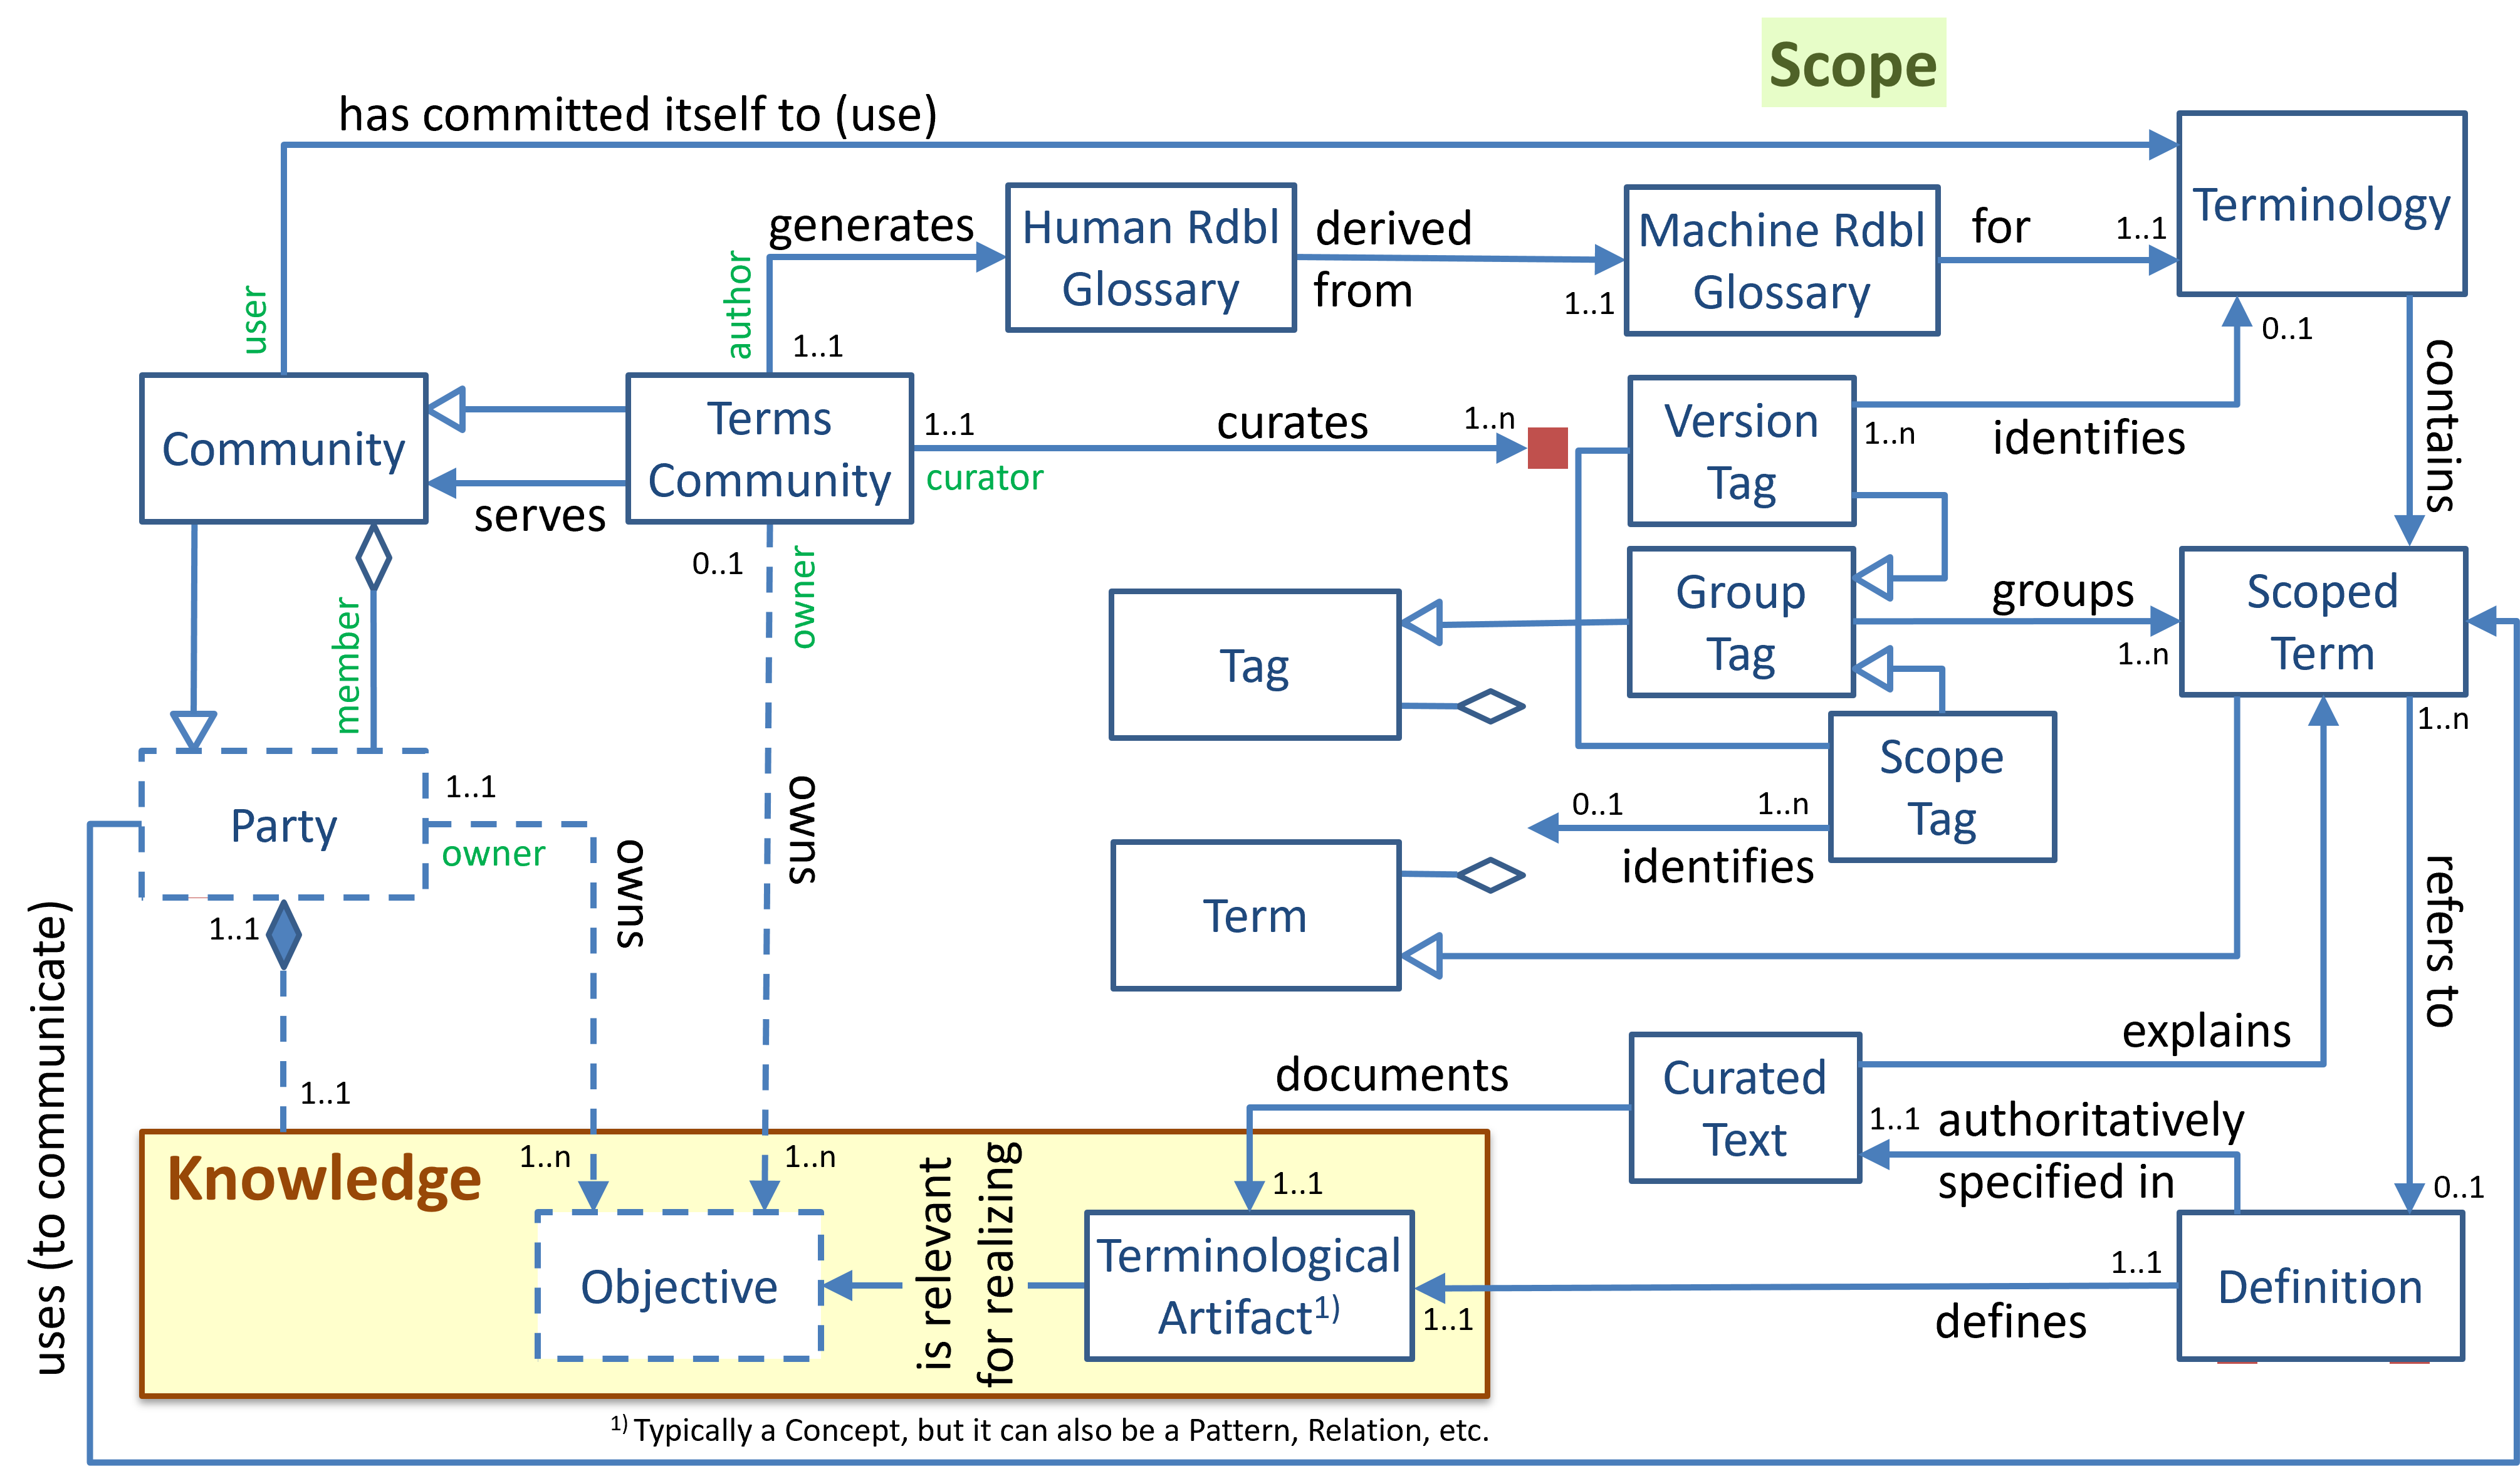 Scope
has committed itself to (use)
user
author
generates
1..1
Human Rdbl
Glossary
derived
from
1..1
Machine Rdbl
Glossary
for
1..1
Terminology
0..1
contains
Community
Terms
Community
serves
1..1
curates
1..n
curator
Version
Tag
1..n
identifies
0..1
owner
member
Tag
Group
Tag
groups
1..n
Scoped
Term
1..n
Scope
Tag
0..1
1..n
identifies
Party
1..1
owner
owns
owns
Term
refers to
1..1
1..1
uses (to communicate)
documents
Curated
Text
explains
1..1
authoritatively
specified in
0..1
Knowledge
1..n
1..n
is relevant
for realizing
1..1
Objective
Terminological
Artifact1)
1..1
1..1
defines
Definition
1) Typically a Concept, but it can also be a Pattern, Relation, etc.